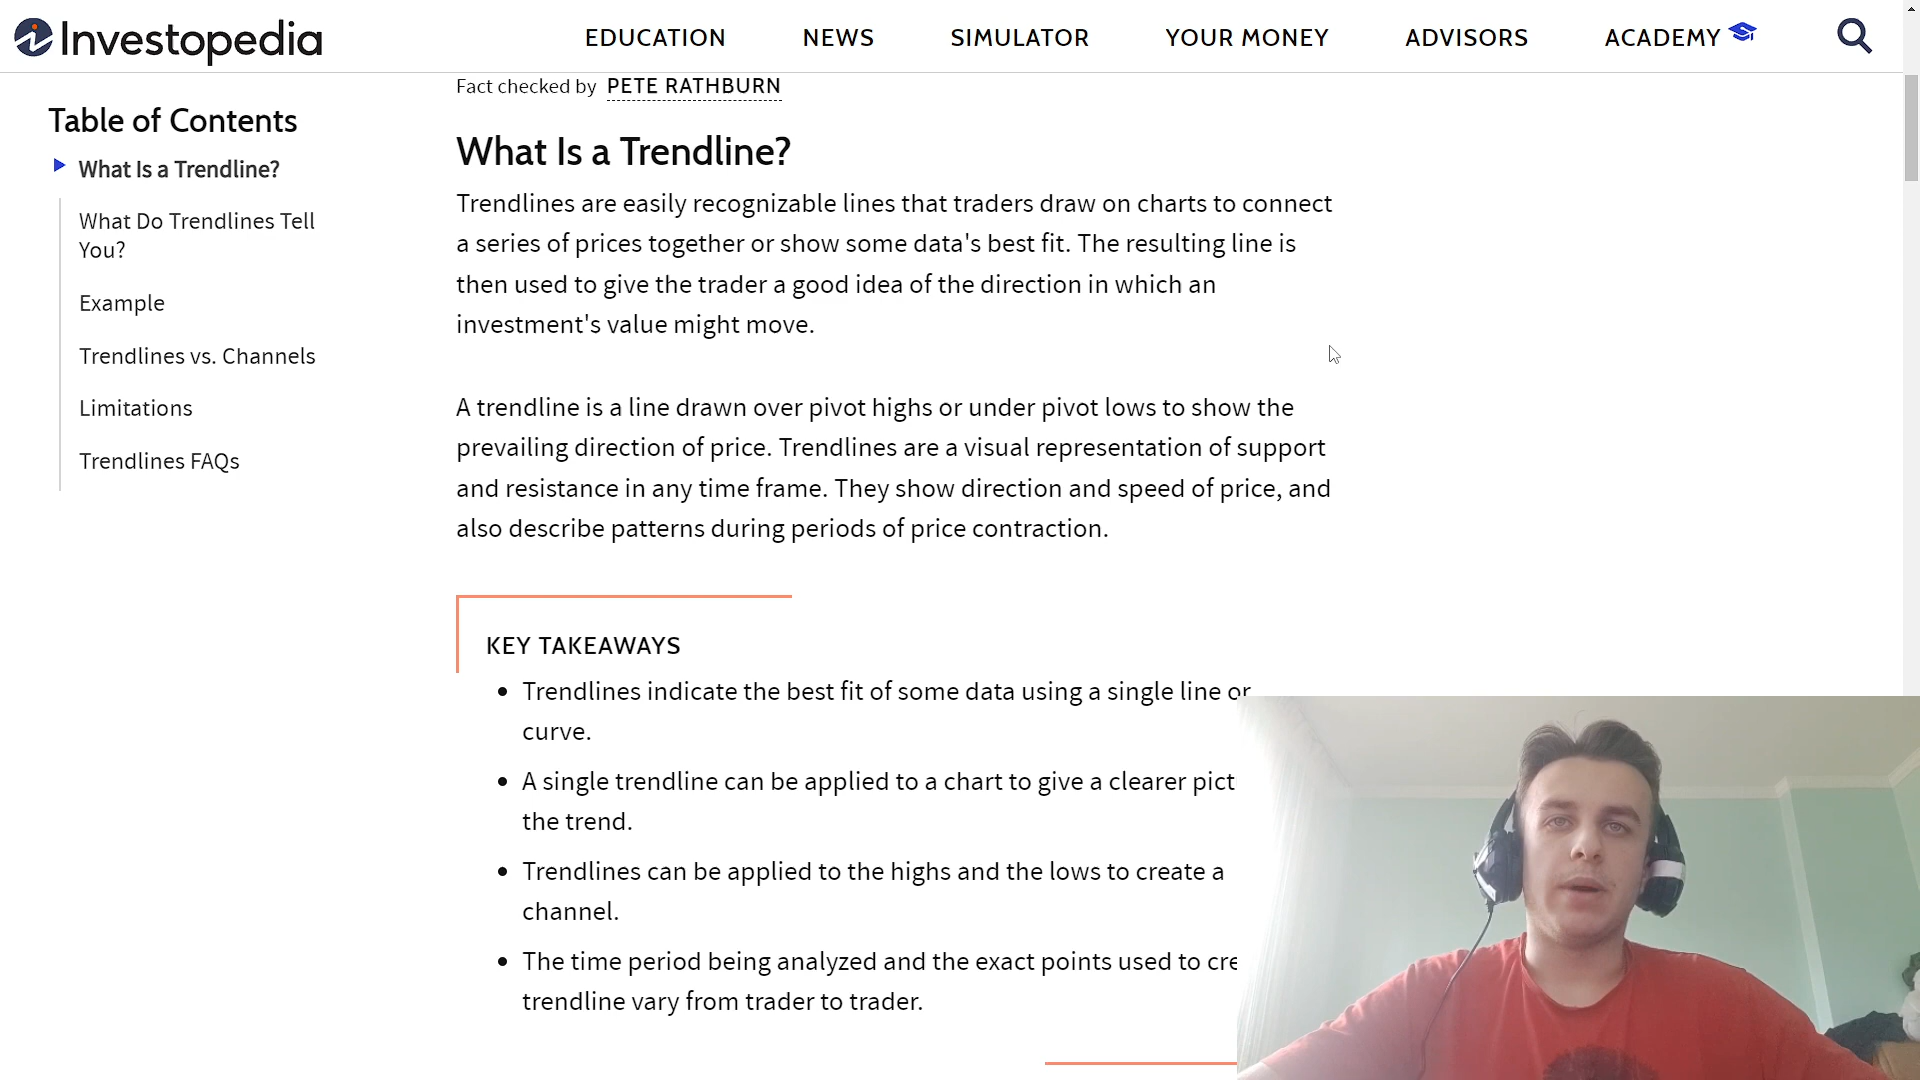 Investopedia
EDUCATION
NEWS
SIMULATOR
YOUR MONEY
ADVISORS
ACADEMY
Table of Contents
What Is a Trendline?
What Do Trendlines Tell
You?
Example
Trendlines vs. Channels
Limitations
Trendlines FAQs
Fact checked by PETE RATHBURN
What Is a Trendline?
Trendlines are easily recognizable lines that traders draw on charts to connect
a series of prices together or show some data's best fit. The resulting line is
then used to give the trader a good idea of the direction in which an
investment's value might move.
A trendline is a line drawn over pivot highs or under pivot lows to show the
prevailing direction of price. Trendlines are a visual representation of support
and resistance in any time frame. They show direction and speed of price, and
also describe patterns during periods of price contraction.
KEY TAKEAWAYS
Trendlines indicate the best fit of some data using a single line or
curve.
A single trendline can be applied to a chart to give a clearer pict
the trend.
Trendlines can be applied to the highs and the lows to create a
channel.
The time period being analyzed and the exact points used to cre
trendline vary from trader to trader.